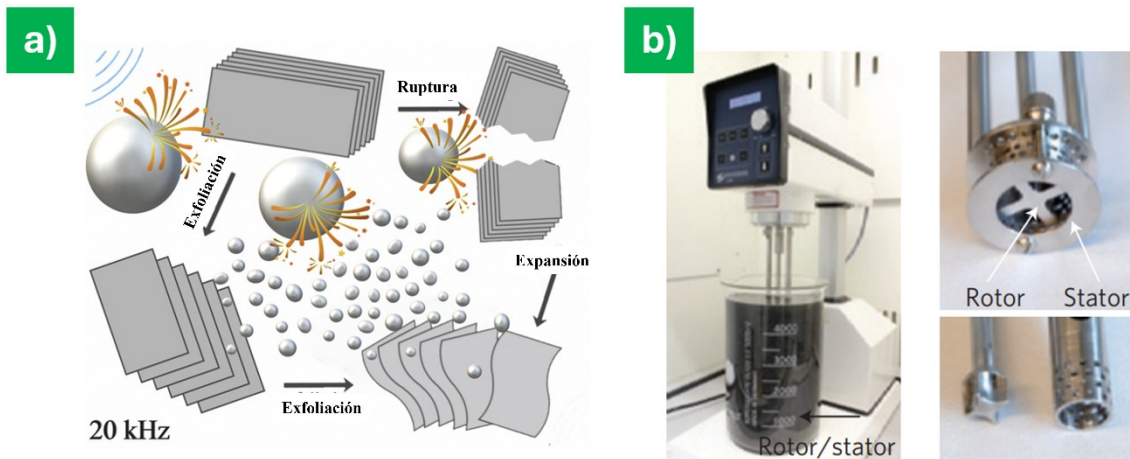 a)
Ruptura
Exfoliación
Expansión
Exfoliación
20 kHz
b)
4000
3000
2000
1000
Rotor/stator
Rotor
Stator